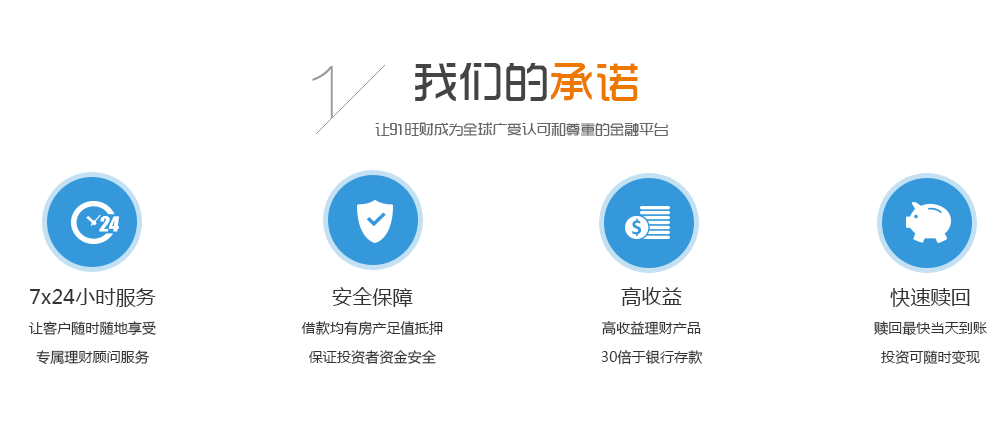 1
我们的承诺
让91旺财成为全球广受认可和尊重的金融平台
24
$
7x24小时服务
让客户随时随地享受
专属理财顾问服务
安全保障
借款均有房产足值抵押
保证投资者资金安全
高收益
高收益理财产品
30倍于银行存款
快速赎回
赎回最快当天到账
投资可随时变现